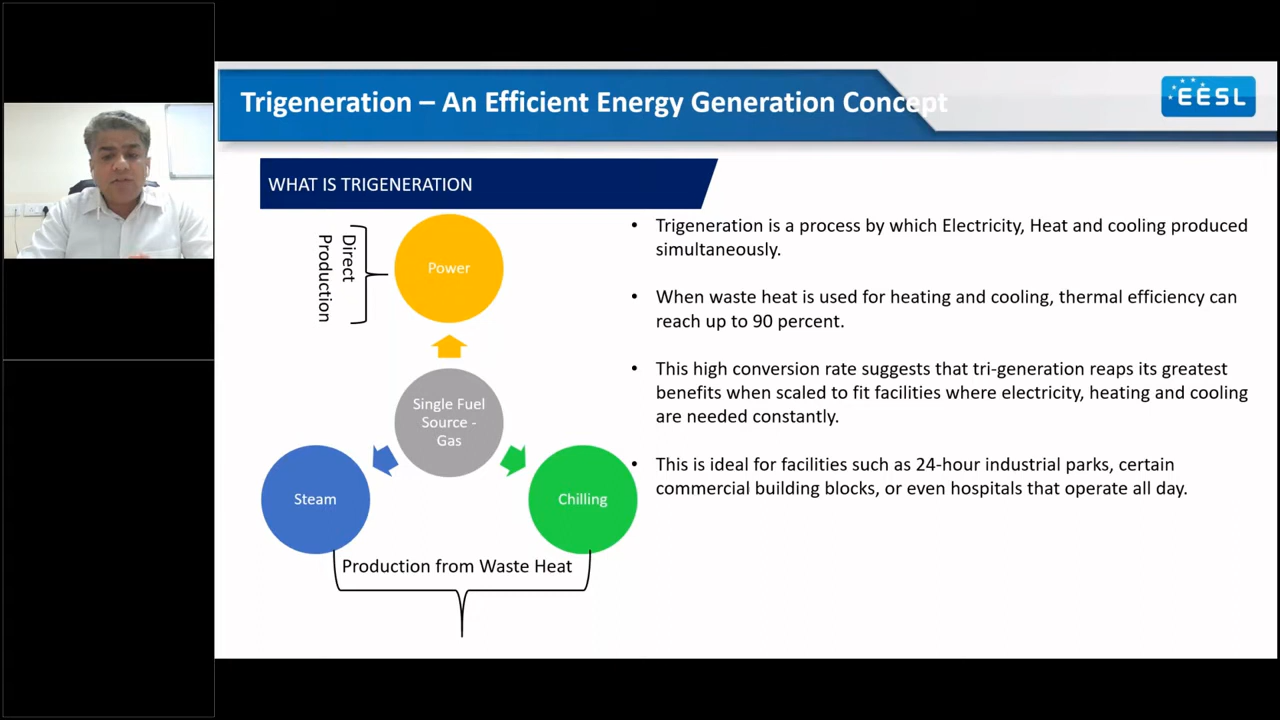 Trigeneration – An Efficient Energy Generation Concept
EESL
WHAT IS TRIGENERATION
Direct
Production
Power
Single Fuel
Source -
Gas
Steam
Chilling
Production from Waste Heat
• Trigeneration is a process by which Electricity, Heat and cooling produced
simultaneously.
• When waste heat is used for heating and cooling, thermal efficiency can
reach up to 90 percent.
• This high conversion rate suggests that tri-generation reaps its greatest
benefits when scaled to fit facilities where electricity, heating and cooling
are needed constantly.
• This is ideal for facilities such as 24-hour industrial parks, certain
commercial building blocks, or even hospitals that operate all day.